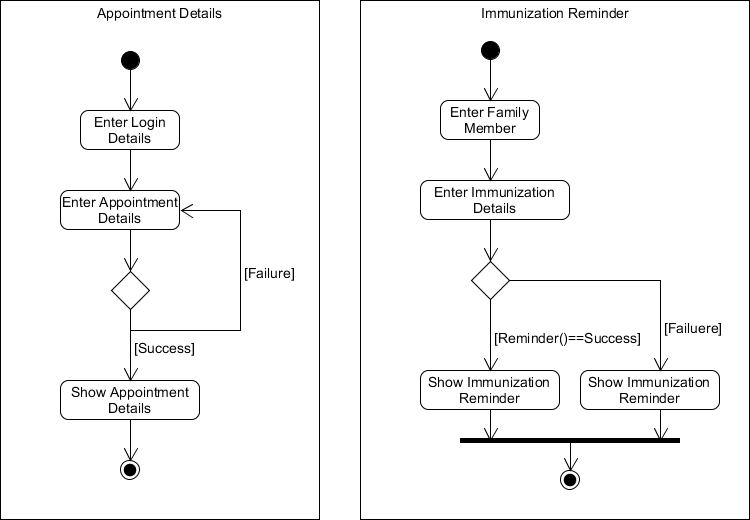 Appointment Details
Enter Login
Details
Enter Appointment
Details
[Failure]
[Success]
Show Appointment
Details
Immunization Reminder
Enter Family
Member
Enter Immunization
Details
[Reminder()==Success]
[Failuere]
Show Immunization
Reminder
Show Immunization
Reminder